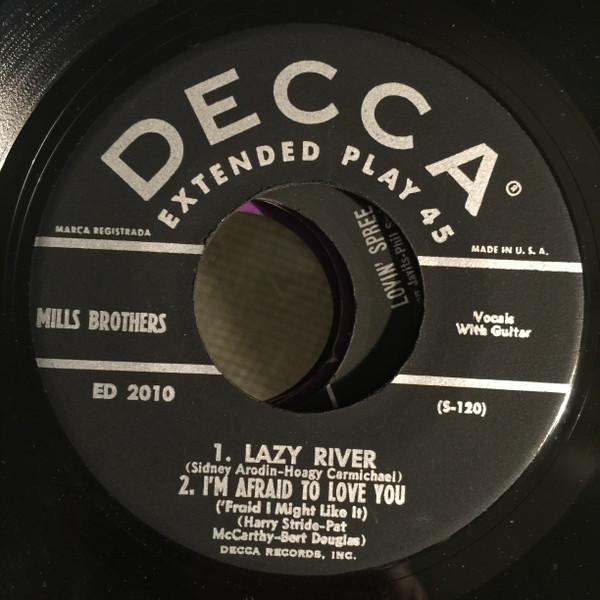 DECCA ®
EXTENDED PLAY 45
MARCA REGISTRADA
MADE IN U. S. A.
LOVIN' SPREE
MILLS BROTHERS
Vocals
With Guitar
ED 2010
(S-120)
1. LAZY RIVER
(Sidney Arodin-Hoagy Carmichael)
2. I'M AFRAID TO LOVE YOU
('Fraid I Might Like It)
(Harry Stride-Pat
McCarthy-Bert Douglas)
DECCA RECORDS, INC.